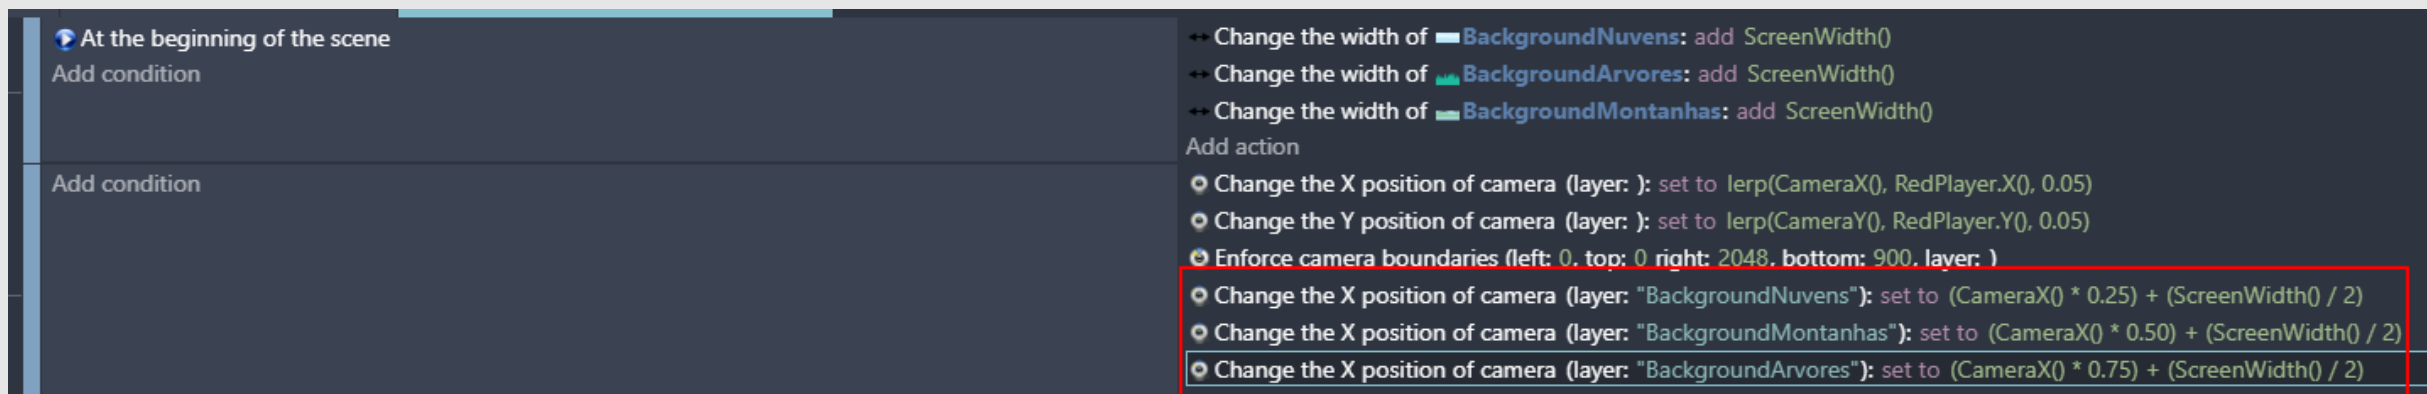 At the beginning of the scene
Add condition
Change the width of BackgroundNuvens: add ScreenWidth()
Change the width of BackgroundArvores: add ScreenWidth()
Change the width of BackgroundMontanhas: add ScreenWidth()
Add action
Add condition
Change the X position of camera (layer: ): set to lerp(CameraX(), RedPlayer.X(), 0.05)
Change the Y position of camera (layer: ): set to lerp(CameraY(), RedPlayer.Y(), 0.05)
Enforce camera boundaries (left: 0, top: 0 right: 2048, bottom: 900, layer: )
Change the X position of camera (layer: "BackgroundNuvens"): set to (CameraX() * 0.25) + (ScreenWidth() / 2)
Change the X position of camera (layer: "BackgroundMontanhas"): set to (CameraX() * 0.50) + (ScreenWidth() / 2)
Change the X position of camera (layer: "BackgroundArvores"): set to (CameraX() * 0.75) + (ScreenWidth() / 2)